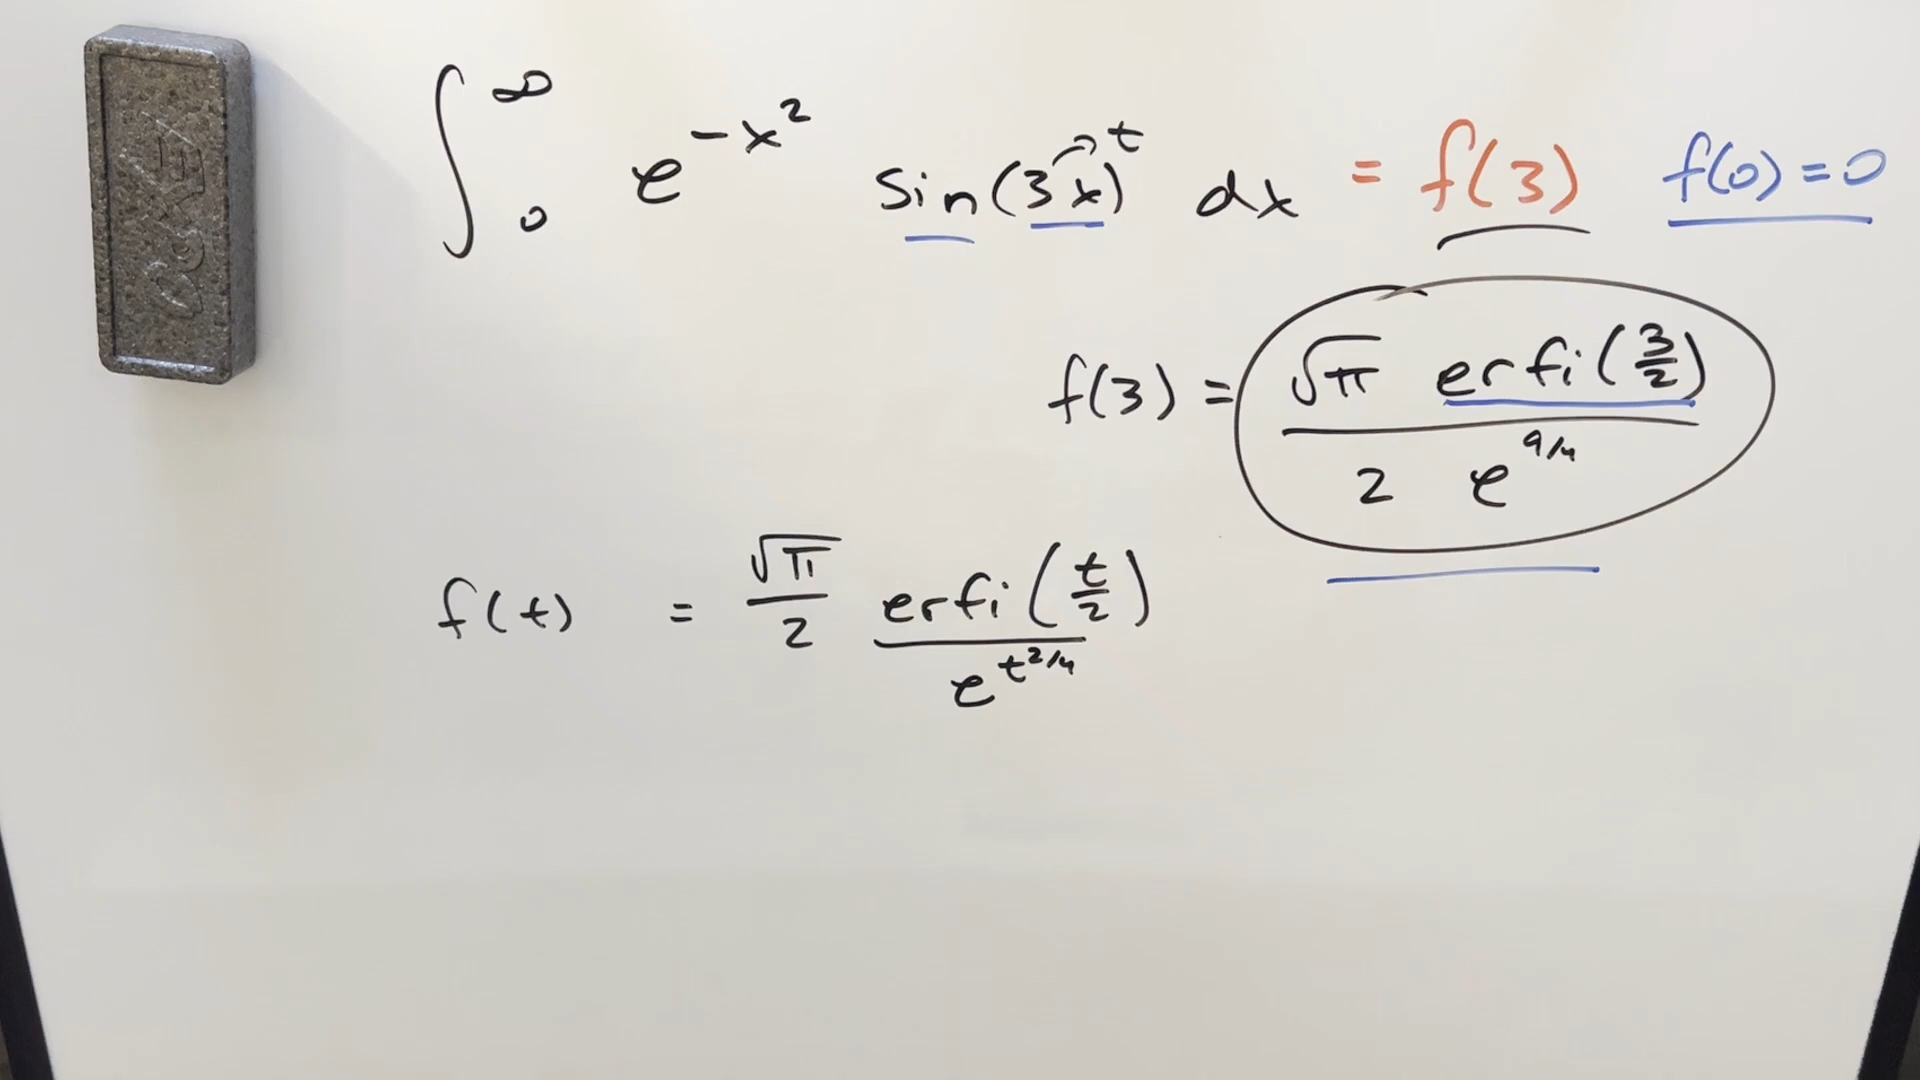 ∫₀^∞ e^{-x²} sin(3x) dx = f(3) f(0)=0
t
f(3) = √π erfi(3/2) / 2 e^{9/4}
f(t) = √π/2 erfi(t/2) / e^{t²/4}
EXPO